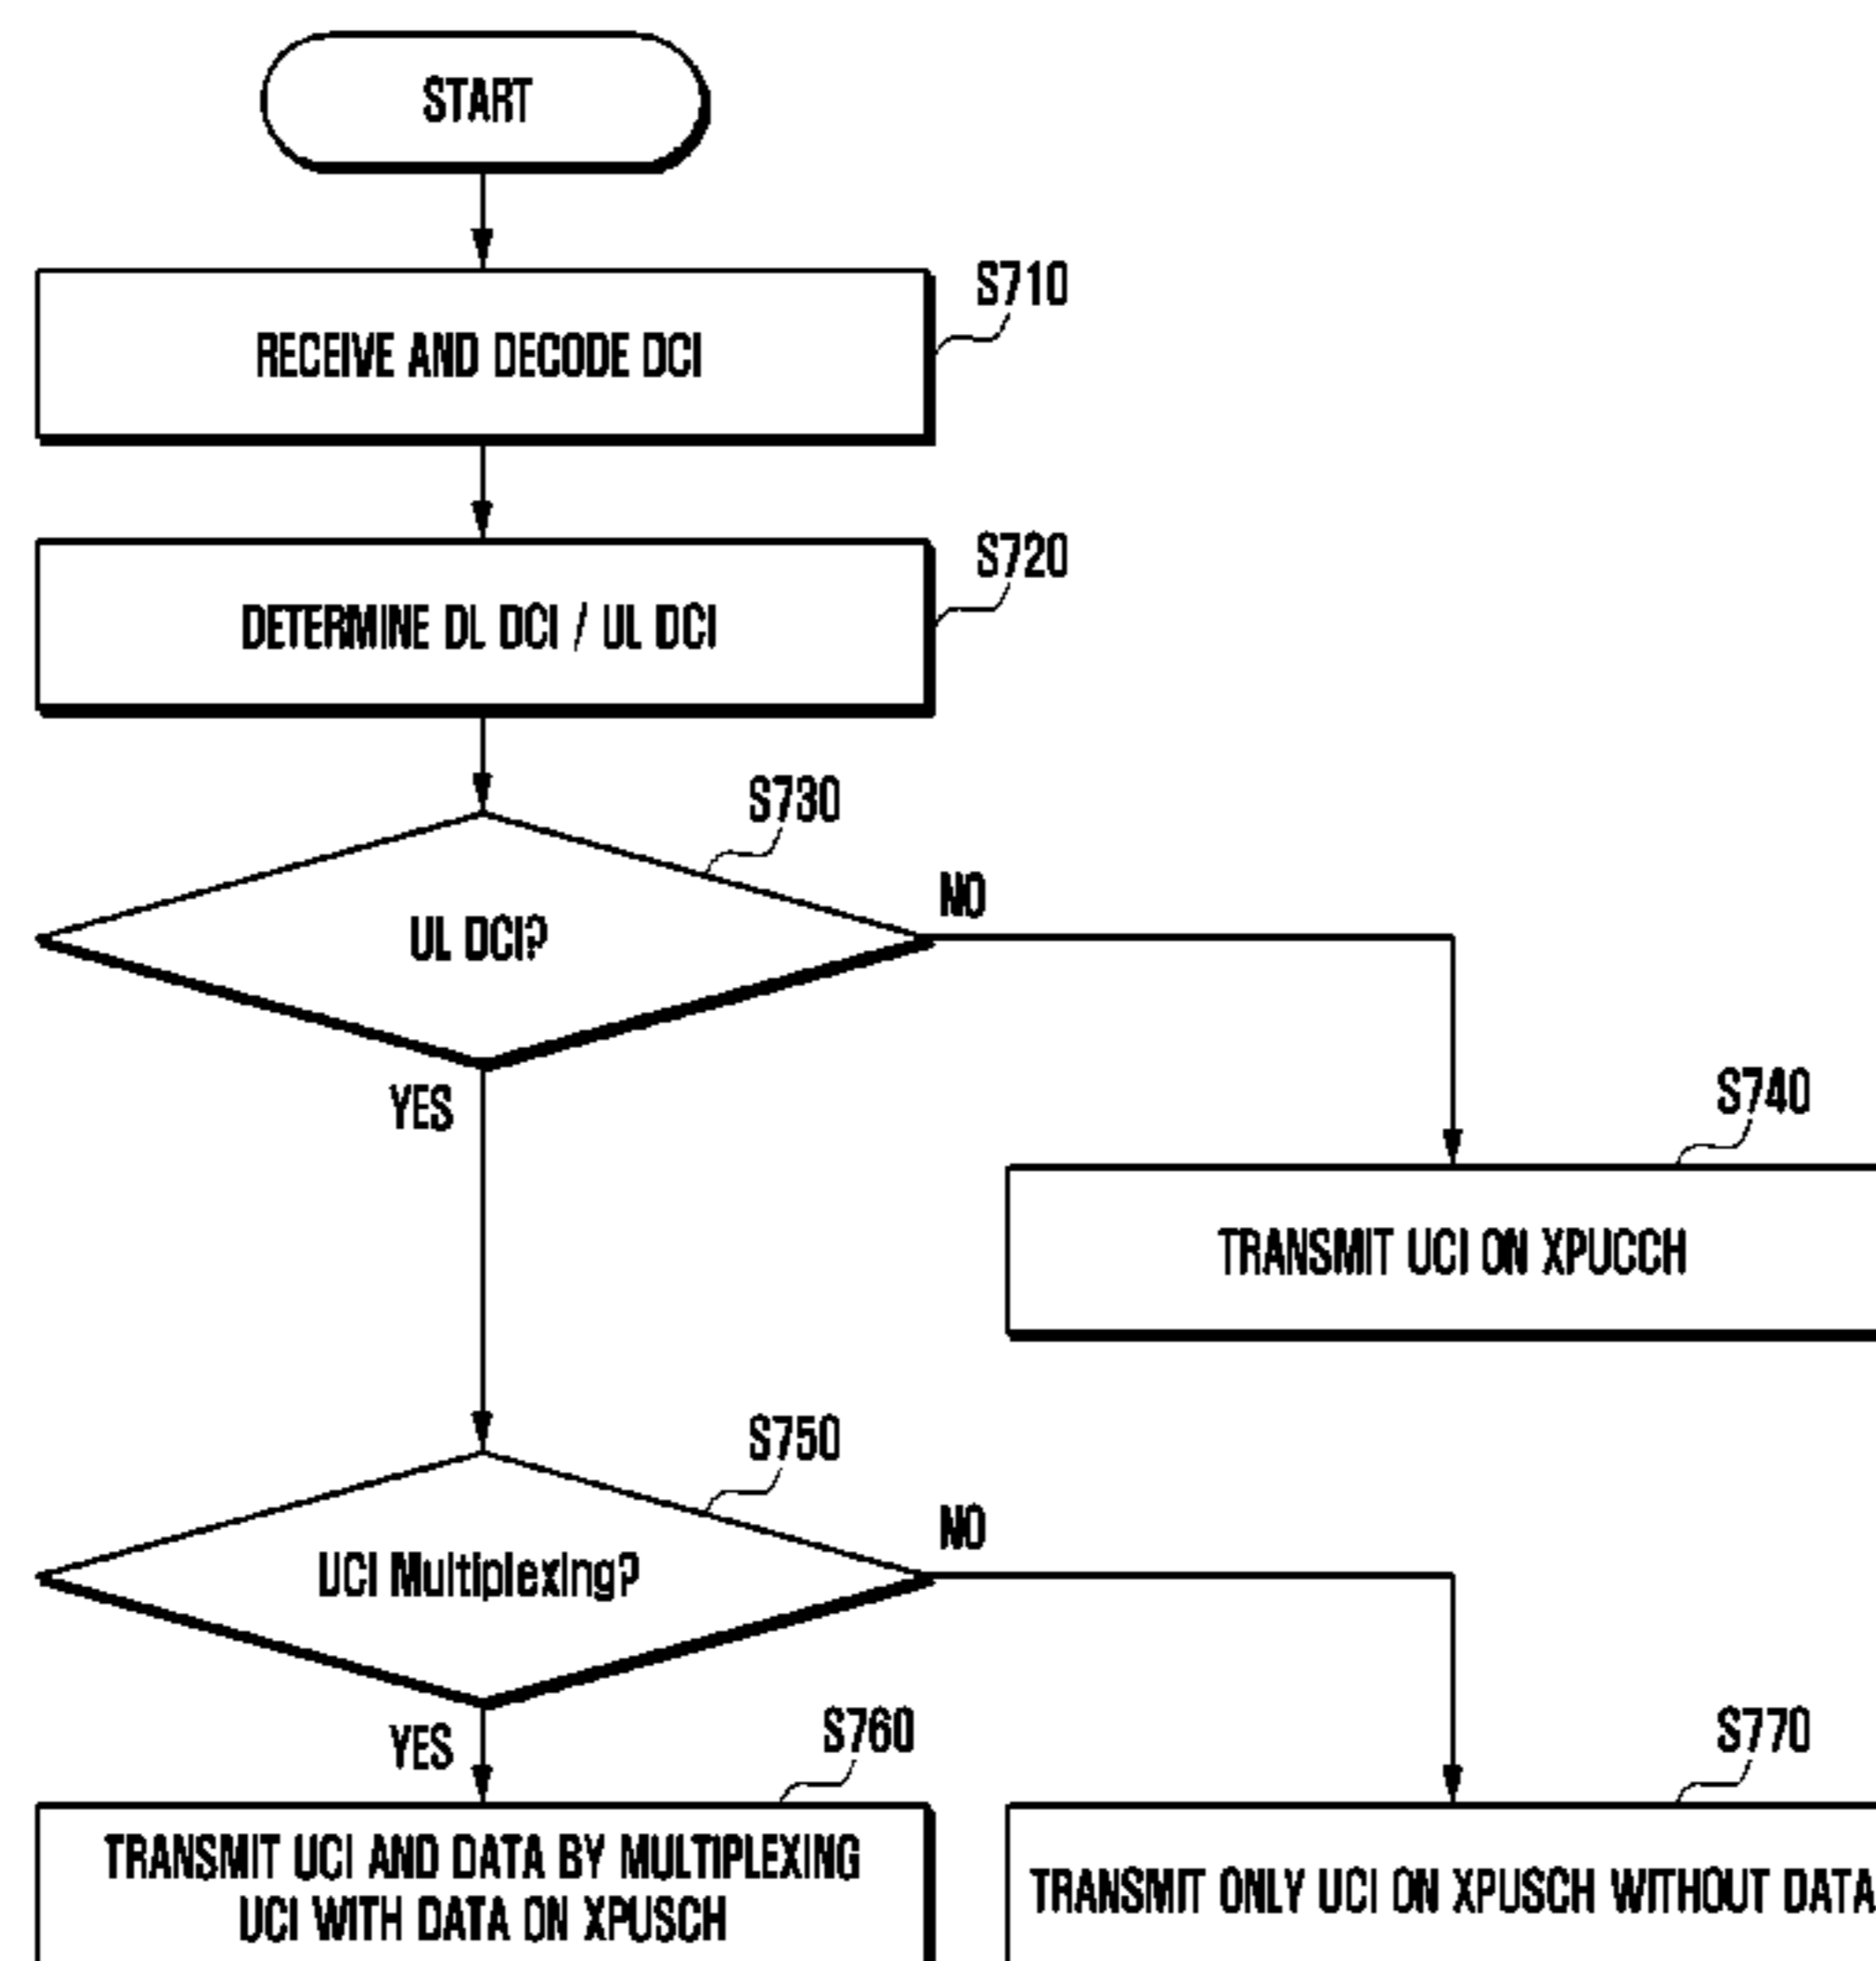 START
S710
RECEIVE AND DECODE DCI
S720
DETERMINE DL DCI / UL DCI
S730
NO
UL DCI?
YES
S740
TRANSMIT UCI ON XPUCCH
S750
NO
UCI Multiplexing?
YES
S760
TRANSMIT UCI AND DATA BY MULTIPLEXING
UCI WITH DATA ON XPUSCH
S770
TRANSMIT ONLY UCI ON XPUSCH WITHOUT DATA